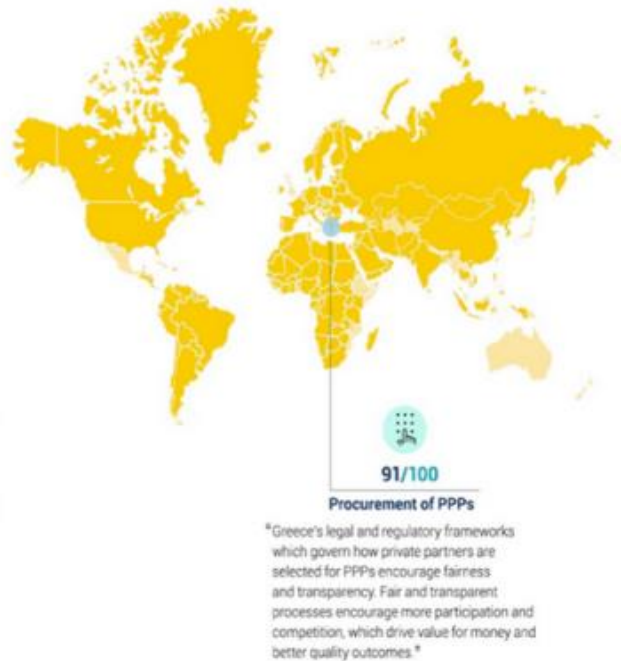 91/100
Procurement of PPPs
"Greece's legal and regulatory frameworks
which govern how private partners are
selected for PPPs encourage fairness
and transparency. Fair and transparent
processes encourage more participation and
competition, which drive value for money and
better quality outcomes."